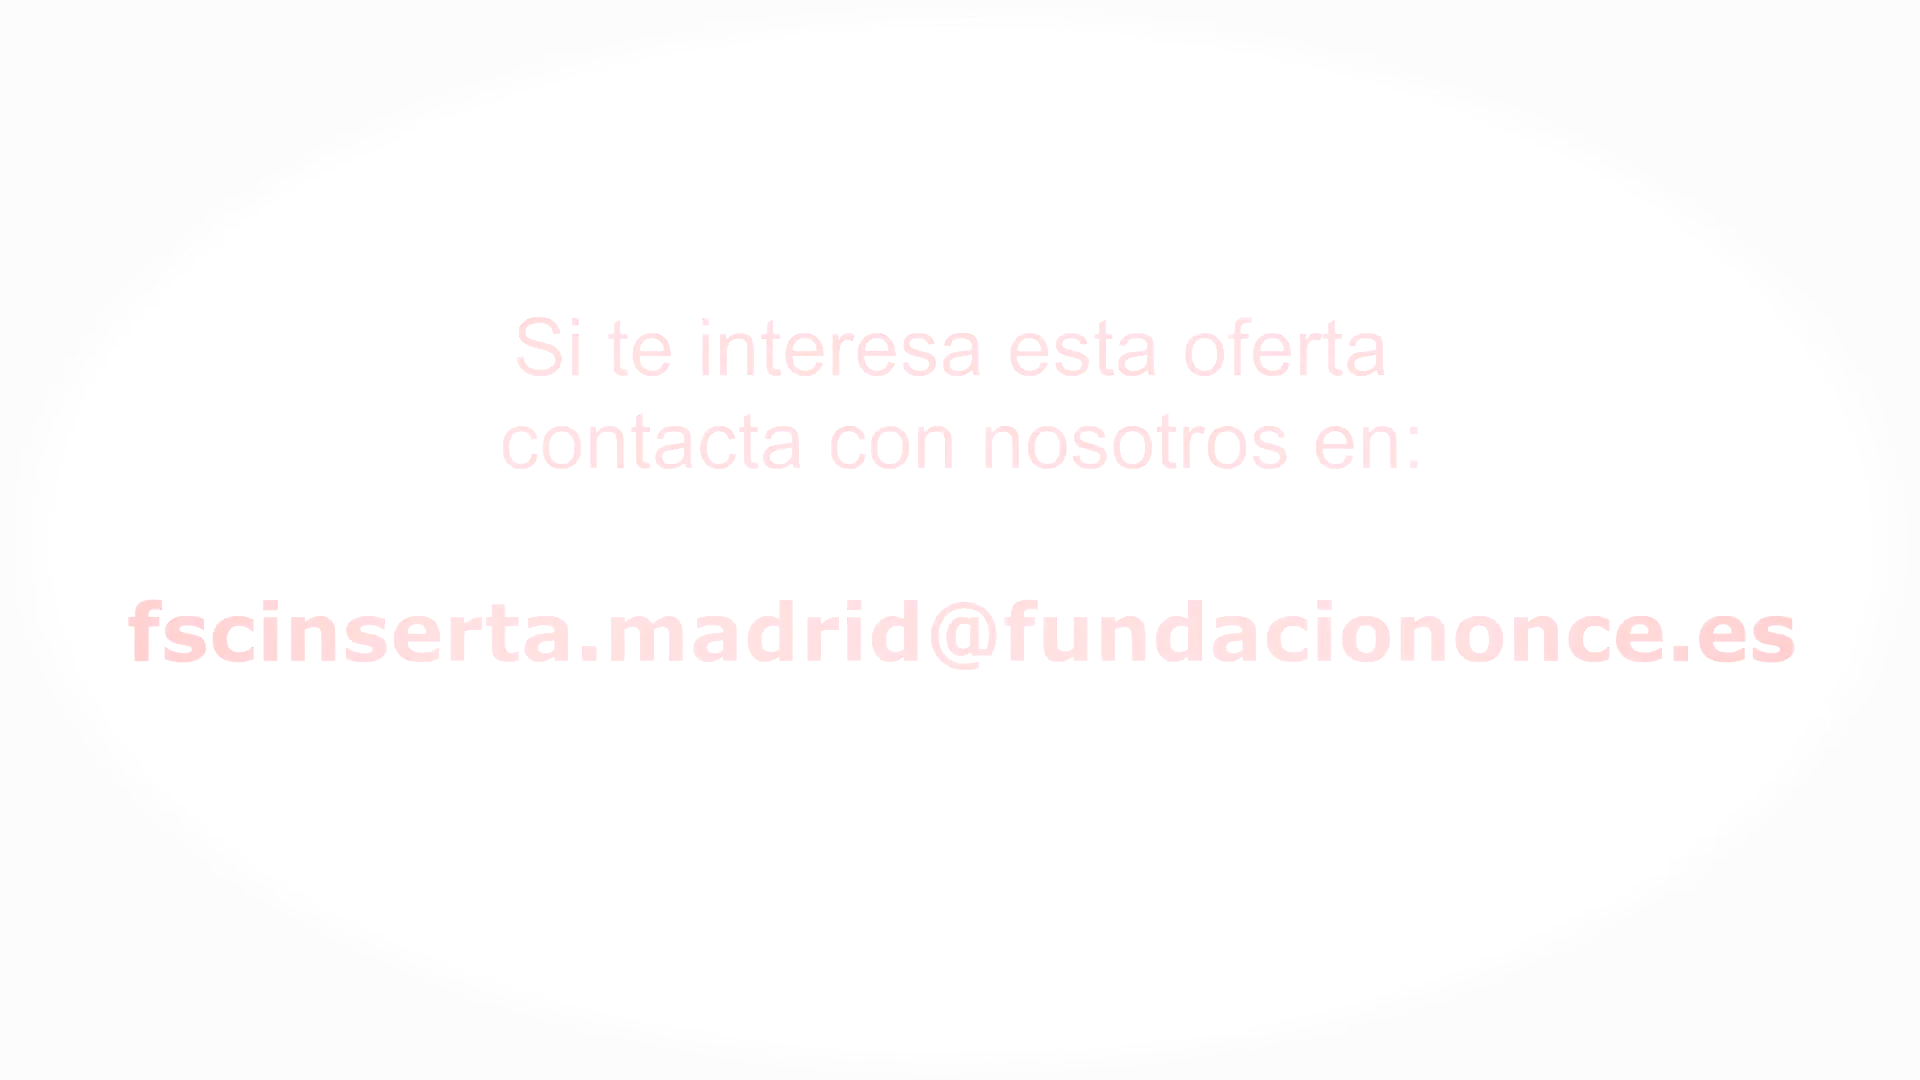 Si te interesa esta oferta
contacta con nosotros en:
fscinserta.madrid@fundaciononce.es